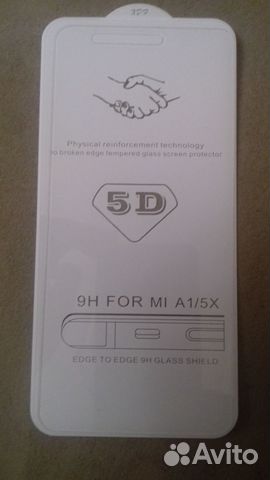 Physical reinforcement technology
no broken edge tempered glass screen protector
5D
9H FOR MI A1/5X
EDGE TO EDGE 9H GLASS SHIELD
Avito